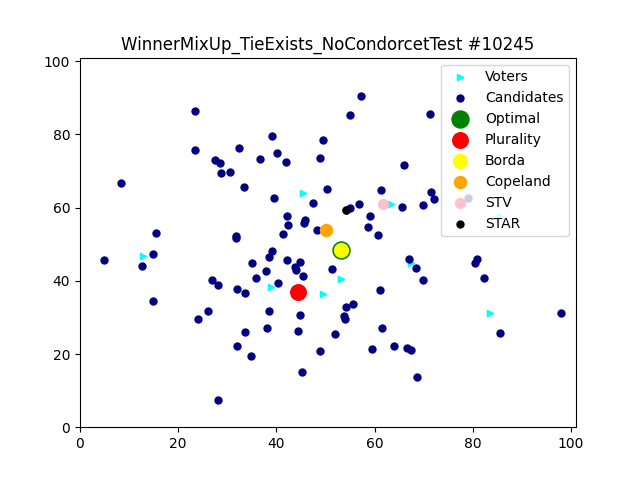 WinnerMixUp_TieExists_NoCondorcetTest #10245
100
80
60
40
20
0
0 20 40 60 80 100
Voters
Candidates
Optimal
Plurality
Borda
Copeland
STV
STAR